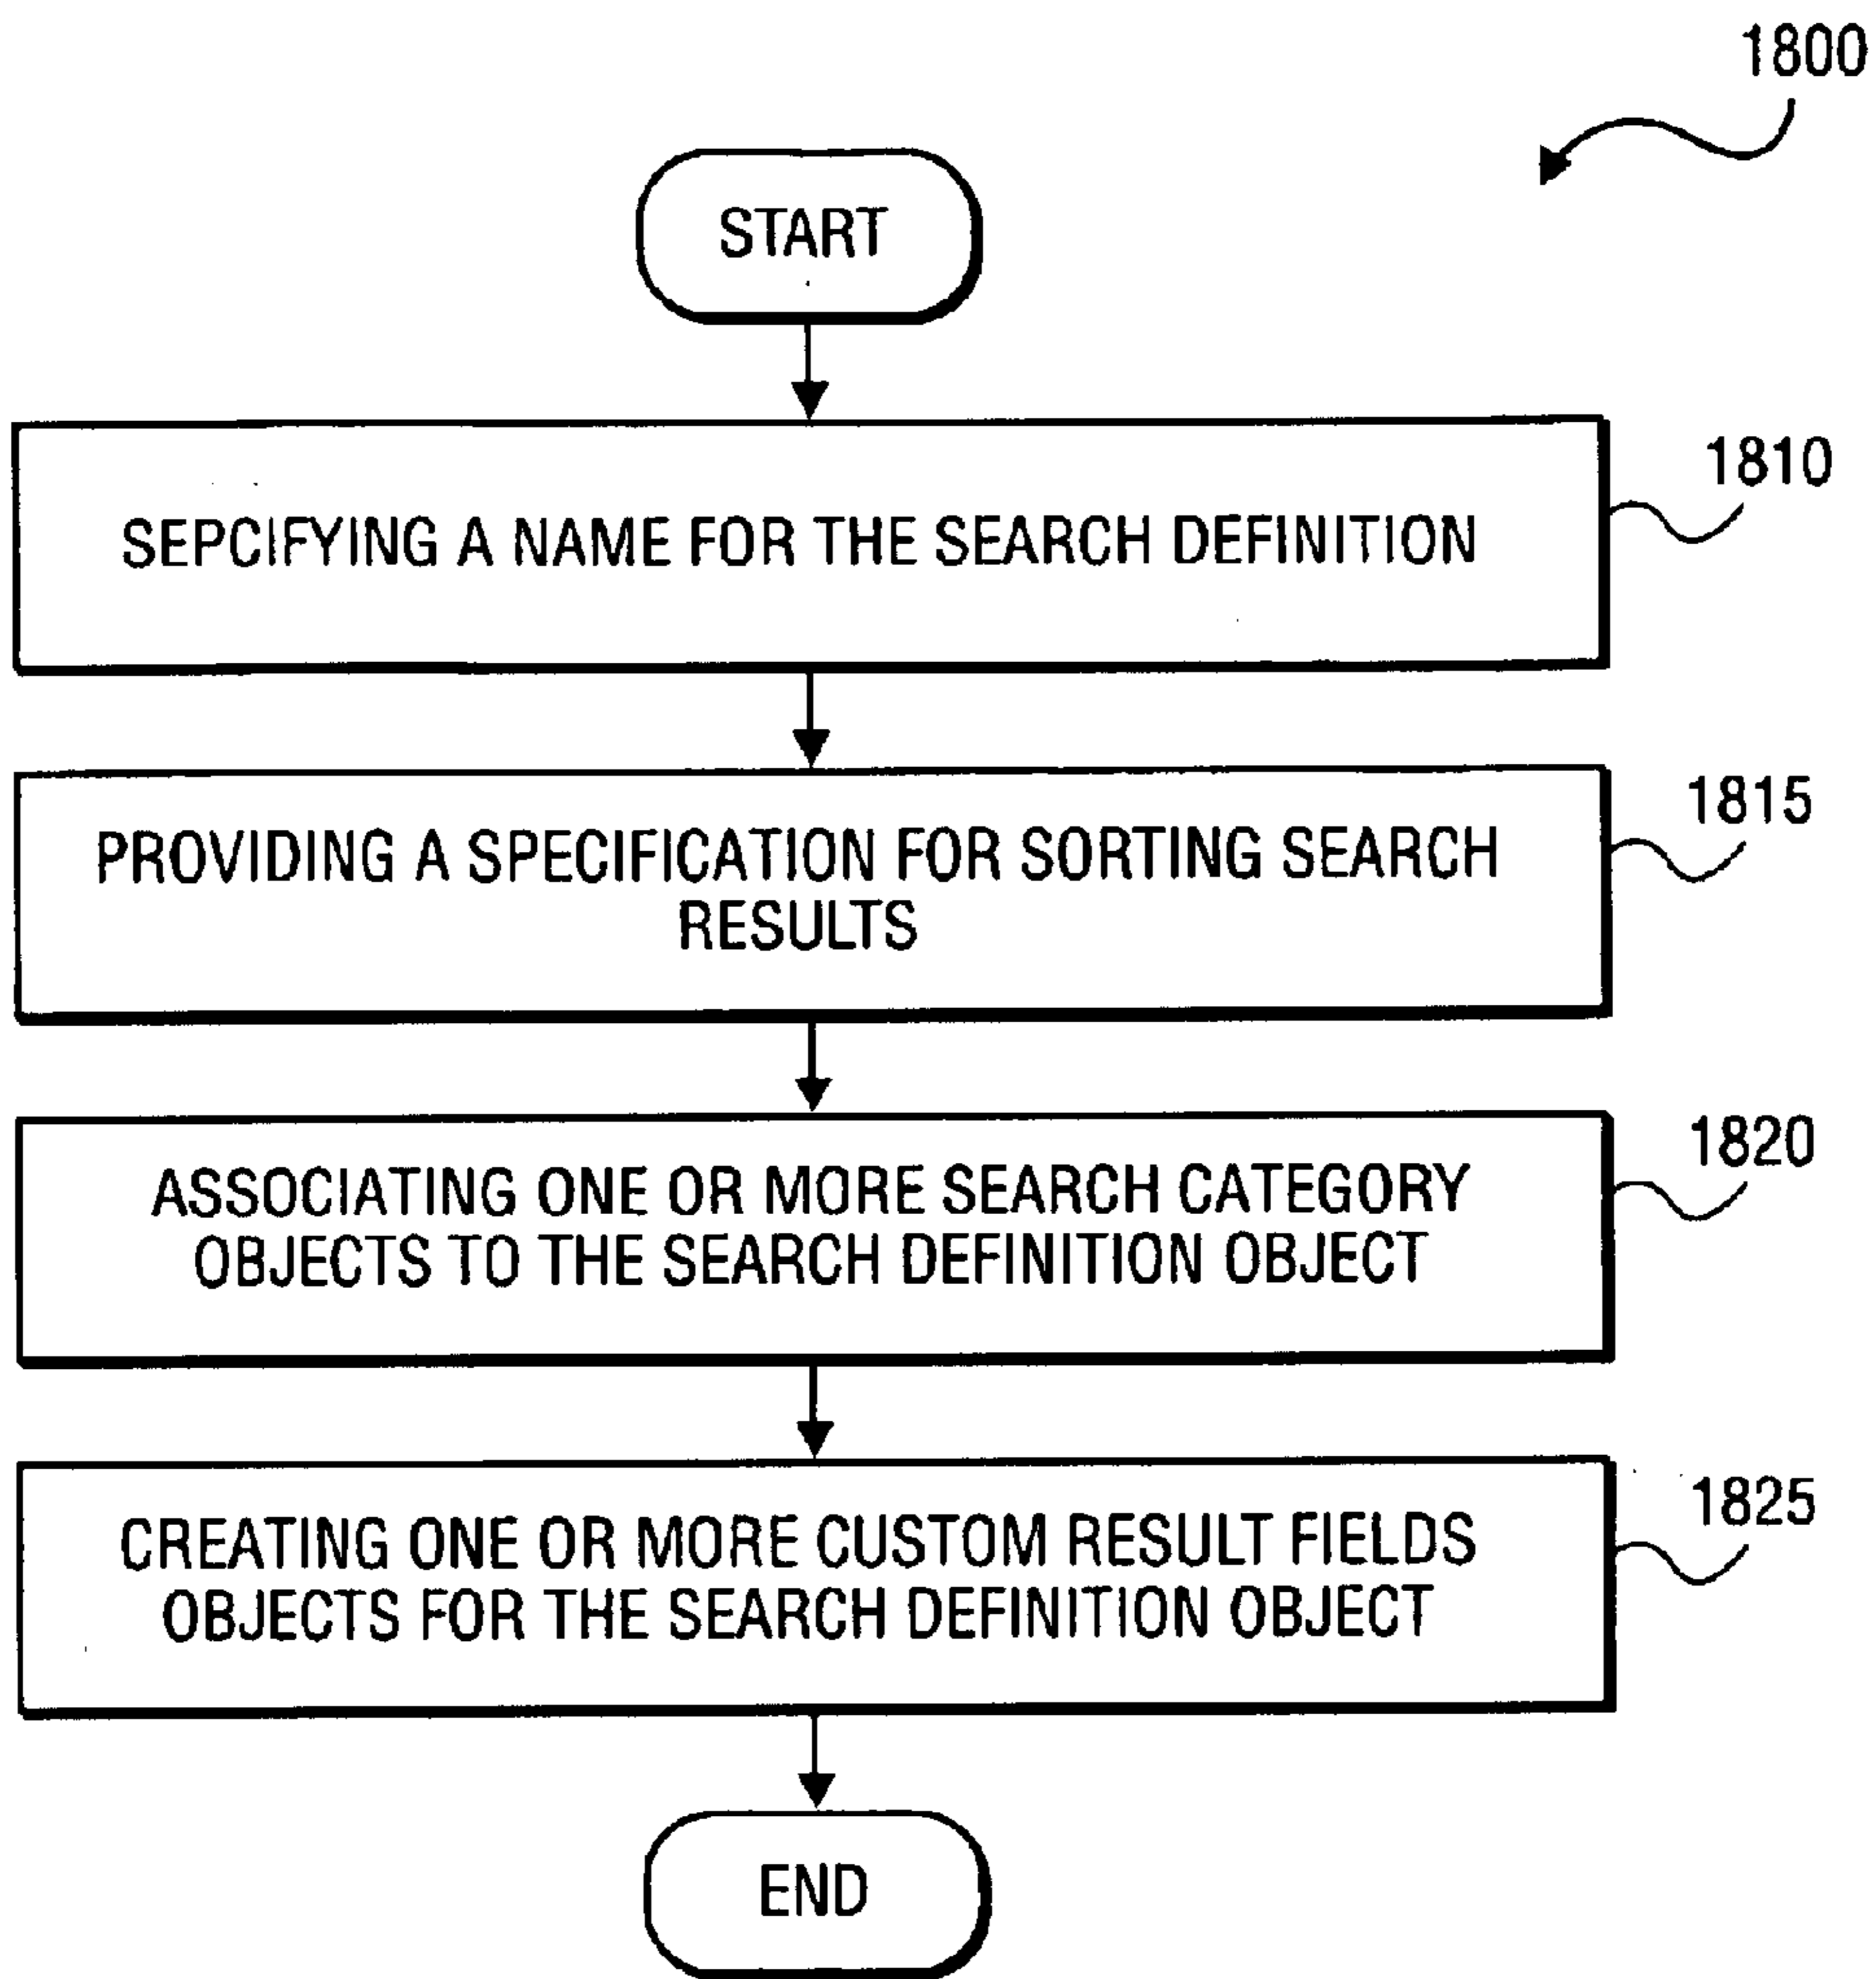 1800
START
SEPCIFYING A NAME FOR THE SEARCH DEFINITION
1810
PROVIDING A SPECIFICATION FOR SORTING SEARCH
RESULTS
1815
ASSOCIATING ONE OR MORE SEARCH CATEGORY
OBJECTS TO THE SEARCH DEFINITION OBJECT
1820
CREATING ONE OR MORE CUSTOM RESULT FIELDS
OBJECTS FOR THE SEARCH DEFINITION OBJECT
1825
END